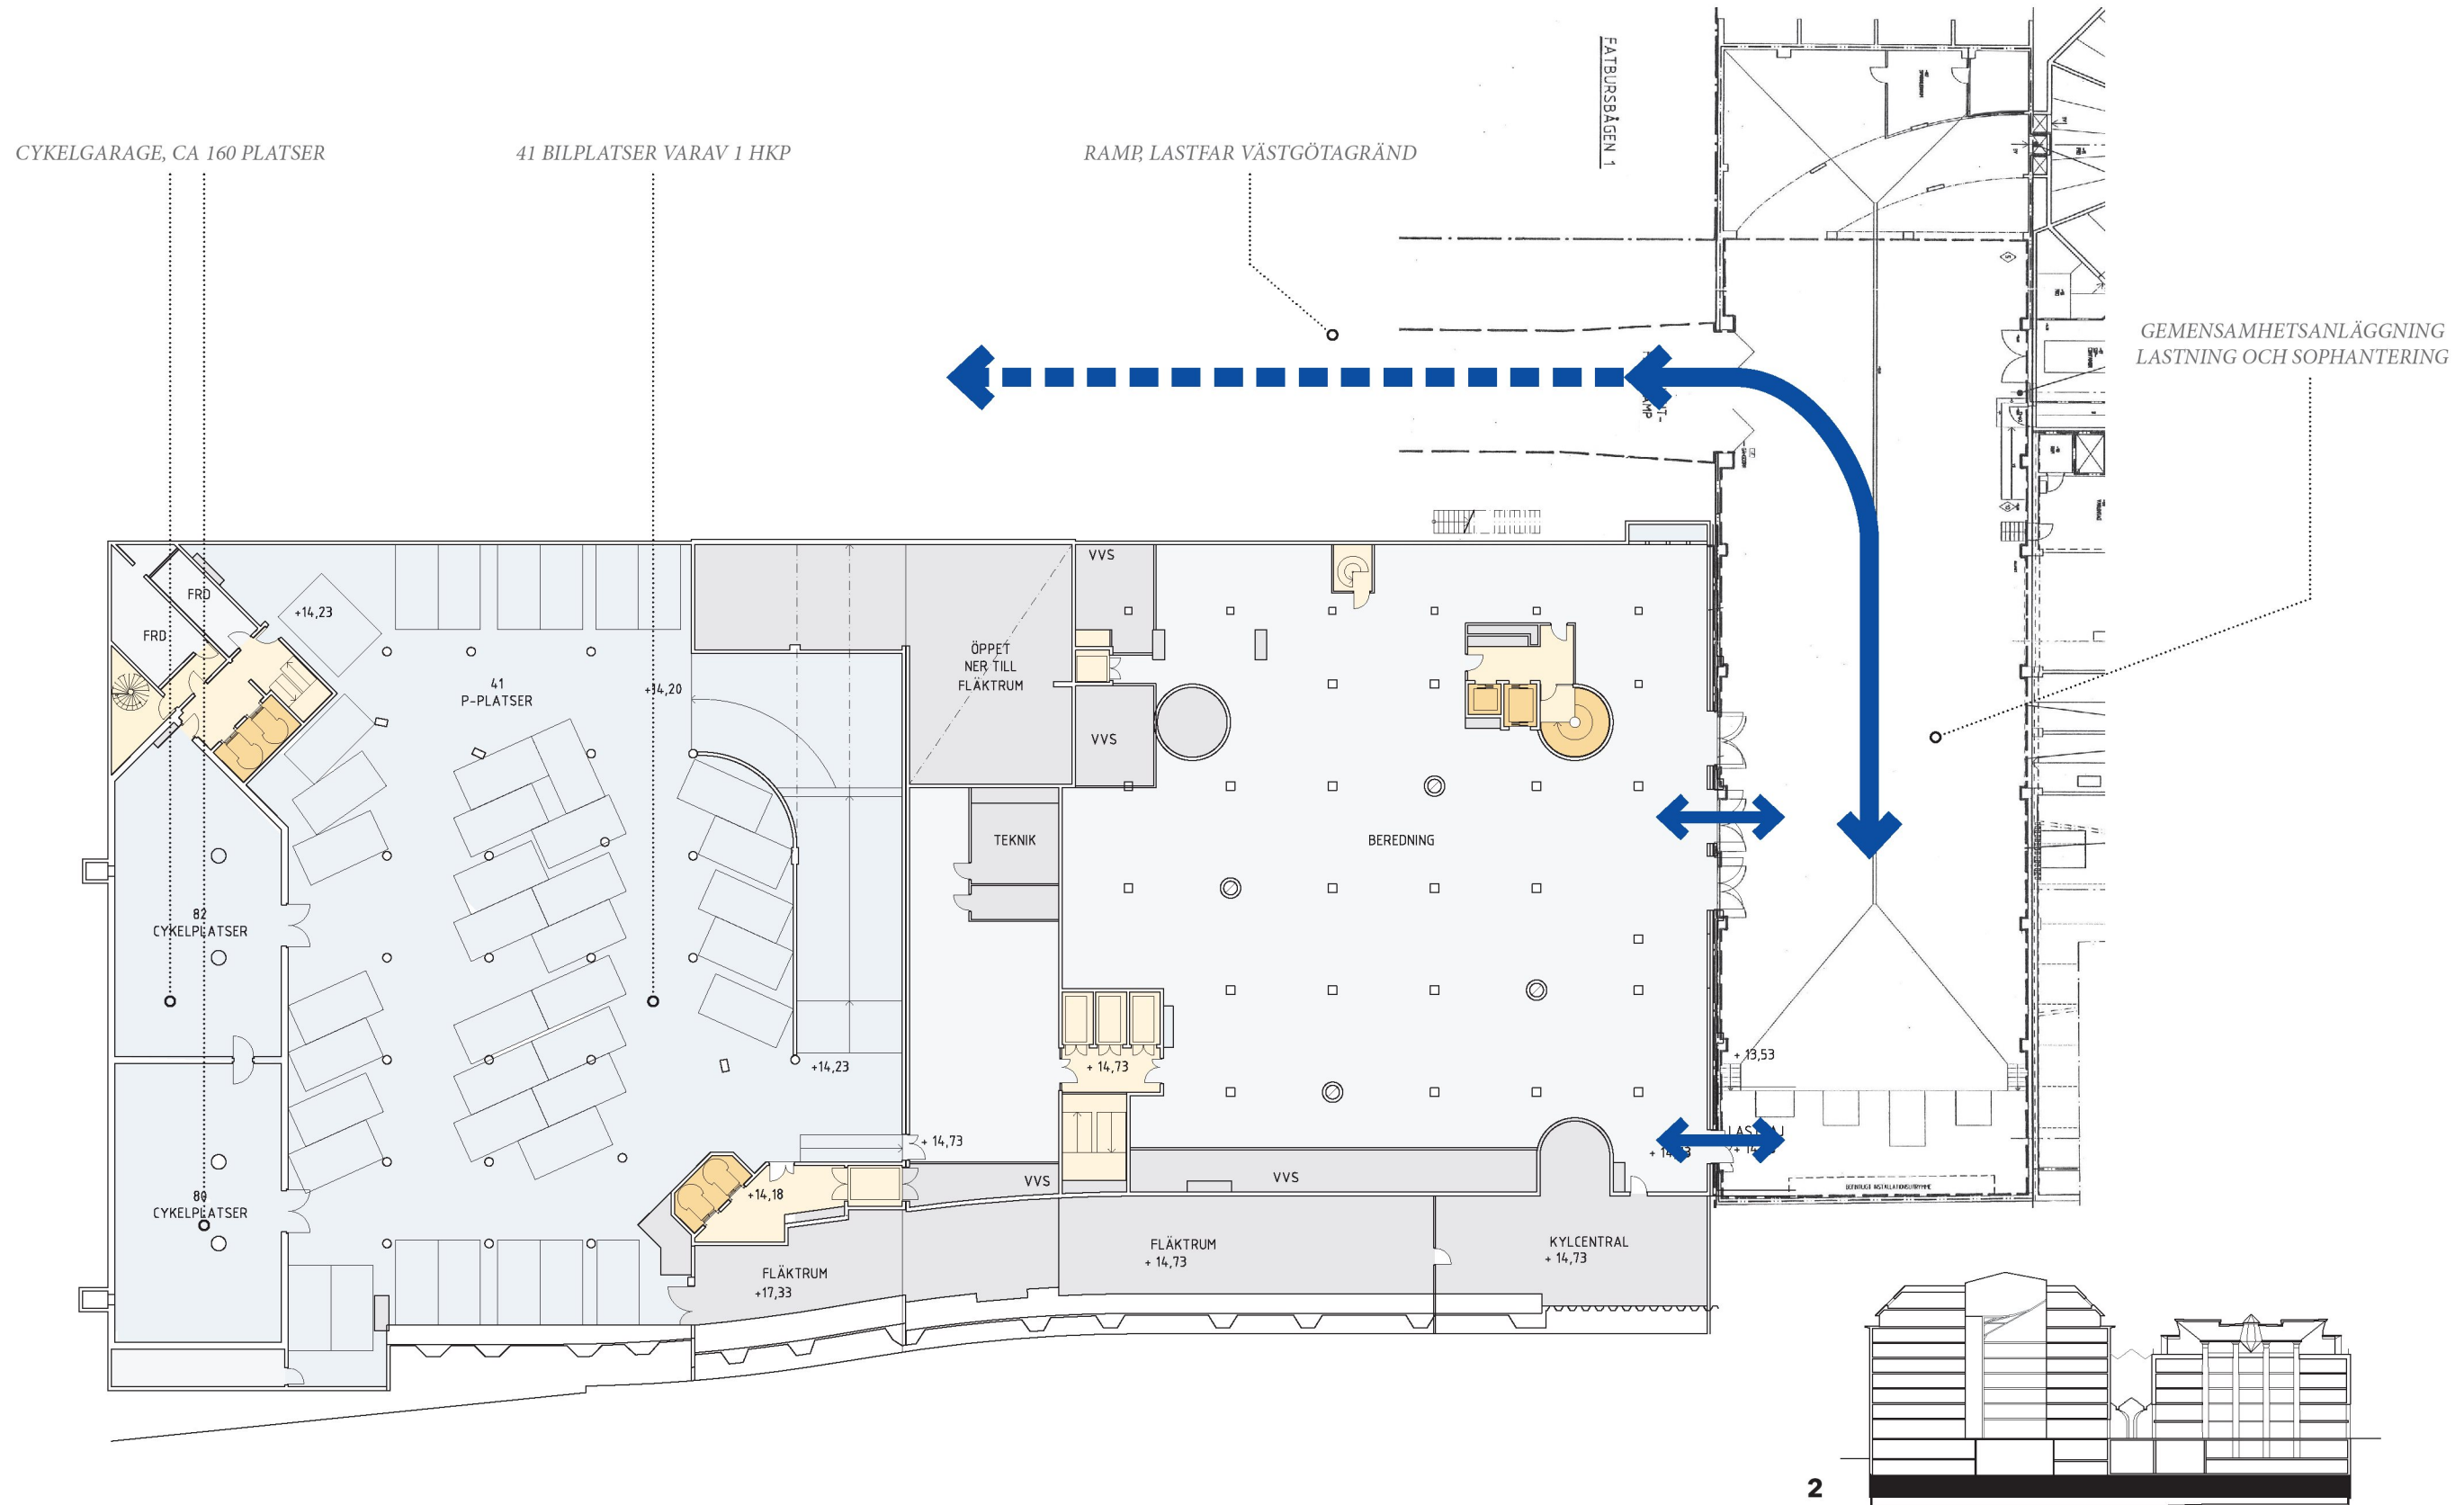 CYKELGARAGE, CA 160 PLATSER
41 BILPLATSER VARAV 1 HKP
RAMP, LASTFAR VÄSTGÖTAGRÄND
FATBURSBÅGEN 1
GEMENSAMHETSANLÄGGNING
LASTNING OCH SOPHANTERING
FRD
+14,23
FRD
41
P-PLATSER
+14,20
ÖPPET
NER TILL
FLÄKTRUM
VVS
VVS
TEKNIK
BEREDNING
82
CYKELPLATSER
+14,23
+ 14,73
+ 13,53
+ 14,73
80
CYKELPLATSER
+14,18
VVS
VVS
FLÄKTRUM
+17,33
FLÄKTRUM
+ 14,73
KYLCENTRAL
+ 14,73
2